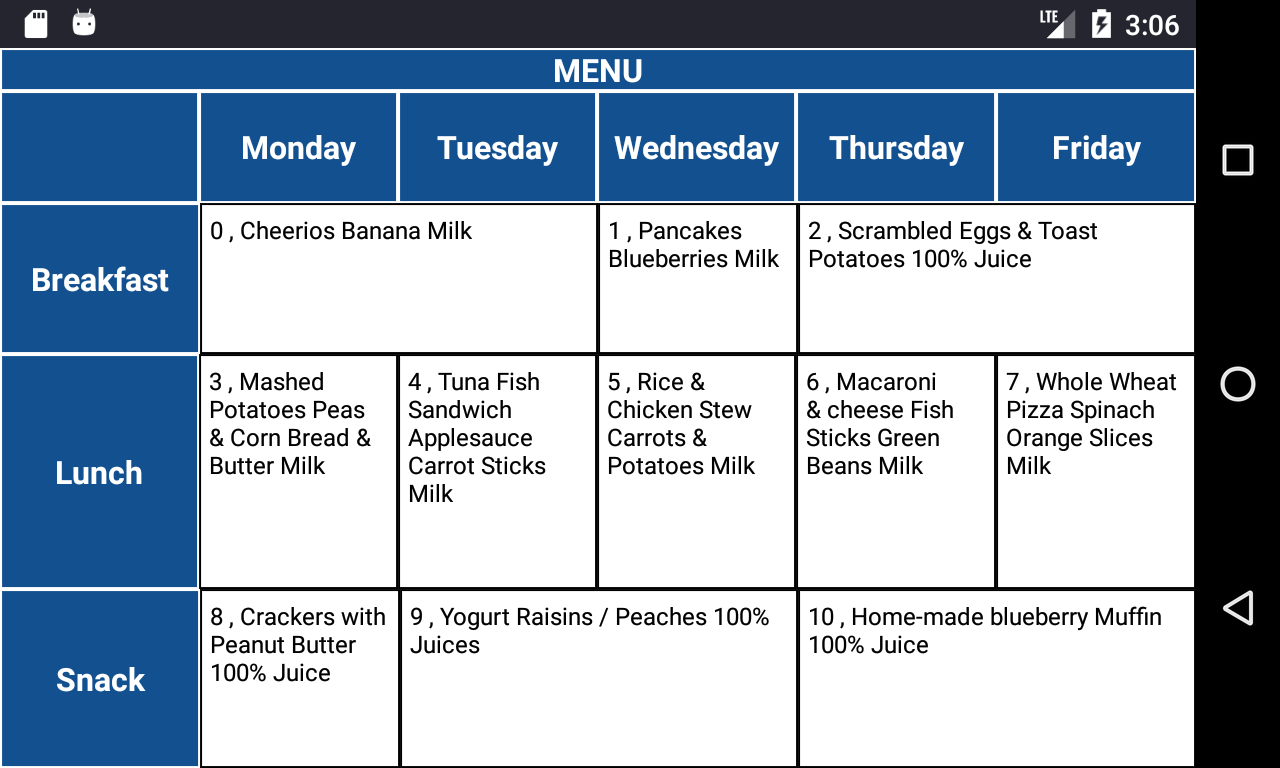 LTE 3:06
MENU
Monday Tuesday Wednesday Thursday Friday
Breakfast
0 , Cheerios Banana Milk
1 , Pancakes
Blueberries Milk
2 , Scrambled Eggs & Toast
Potatoes 100% Juice
Lunch
3 , Mashed
Potatoes Peas
& Corn Bread &
Butter Milk
4 , Tuna Fish
Sandwich
Applesauce
Carrot Sticks
Milk
5 , Rice &
Chicken Stew
Carrots &
Potatoes Milk
6 , Macaroni
& cheese Fish
Sticks Green
Beans Milk
7 , Whole Wheat
Pizza Spinach
Orange Slices
Milk
Snack
8 , Crackers with
Peanut Butter
100% Juice
9 , Yogurt Raisins / Peaches 100%
Juices
10 , Home-made blueberry Muffin
100% Juice